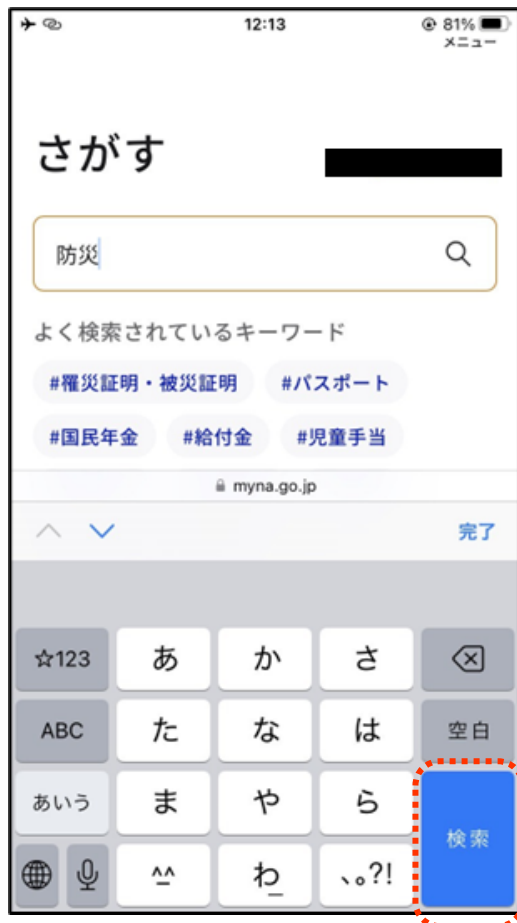 12:13
81%
メニュー
さがす
防災
よく検索されているキーワード
#罹災証明・被災証明 #パスポート
#国民年金 #給付金 #児童手当
myna.go.jp
完了
☆123 あ か さ
ABC た な は 空白
あいう ま や ら 検索
^^ わ_ 、。?!